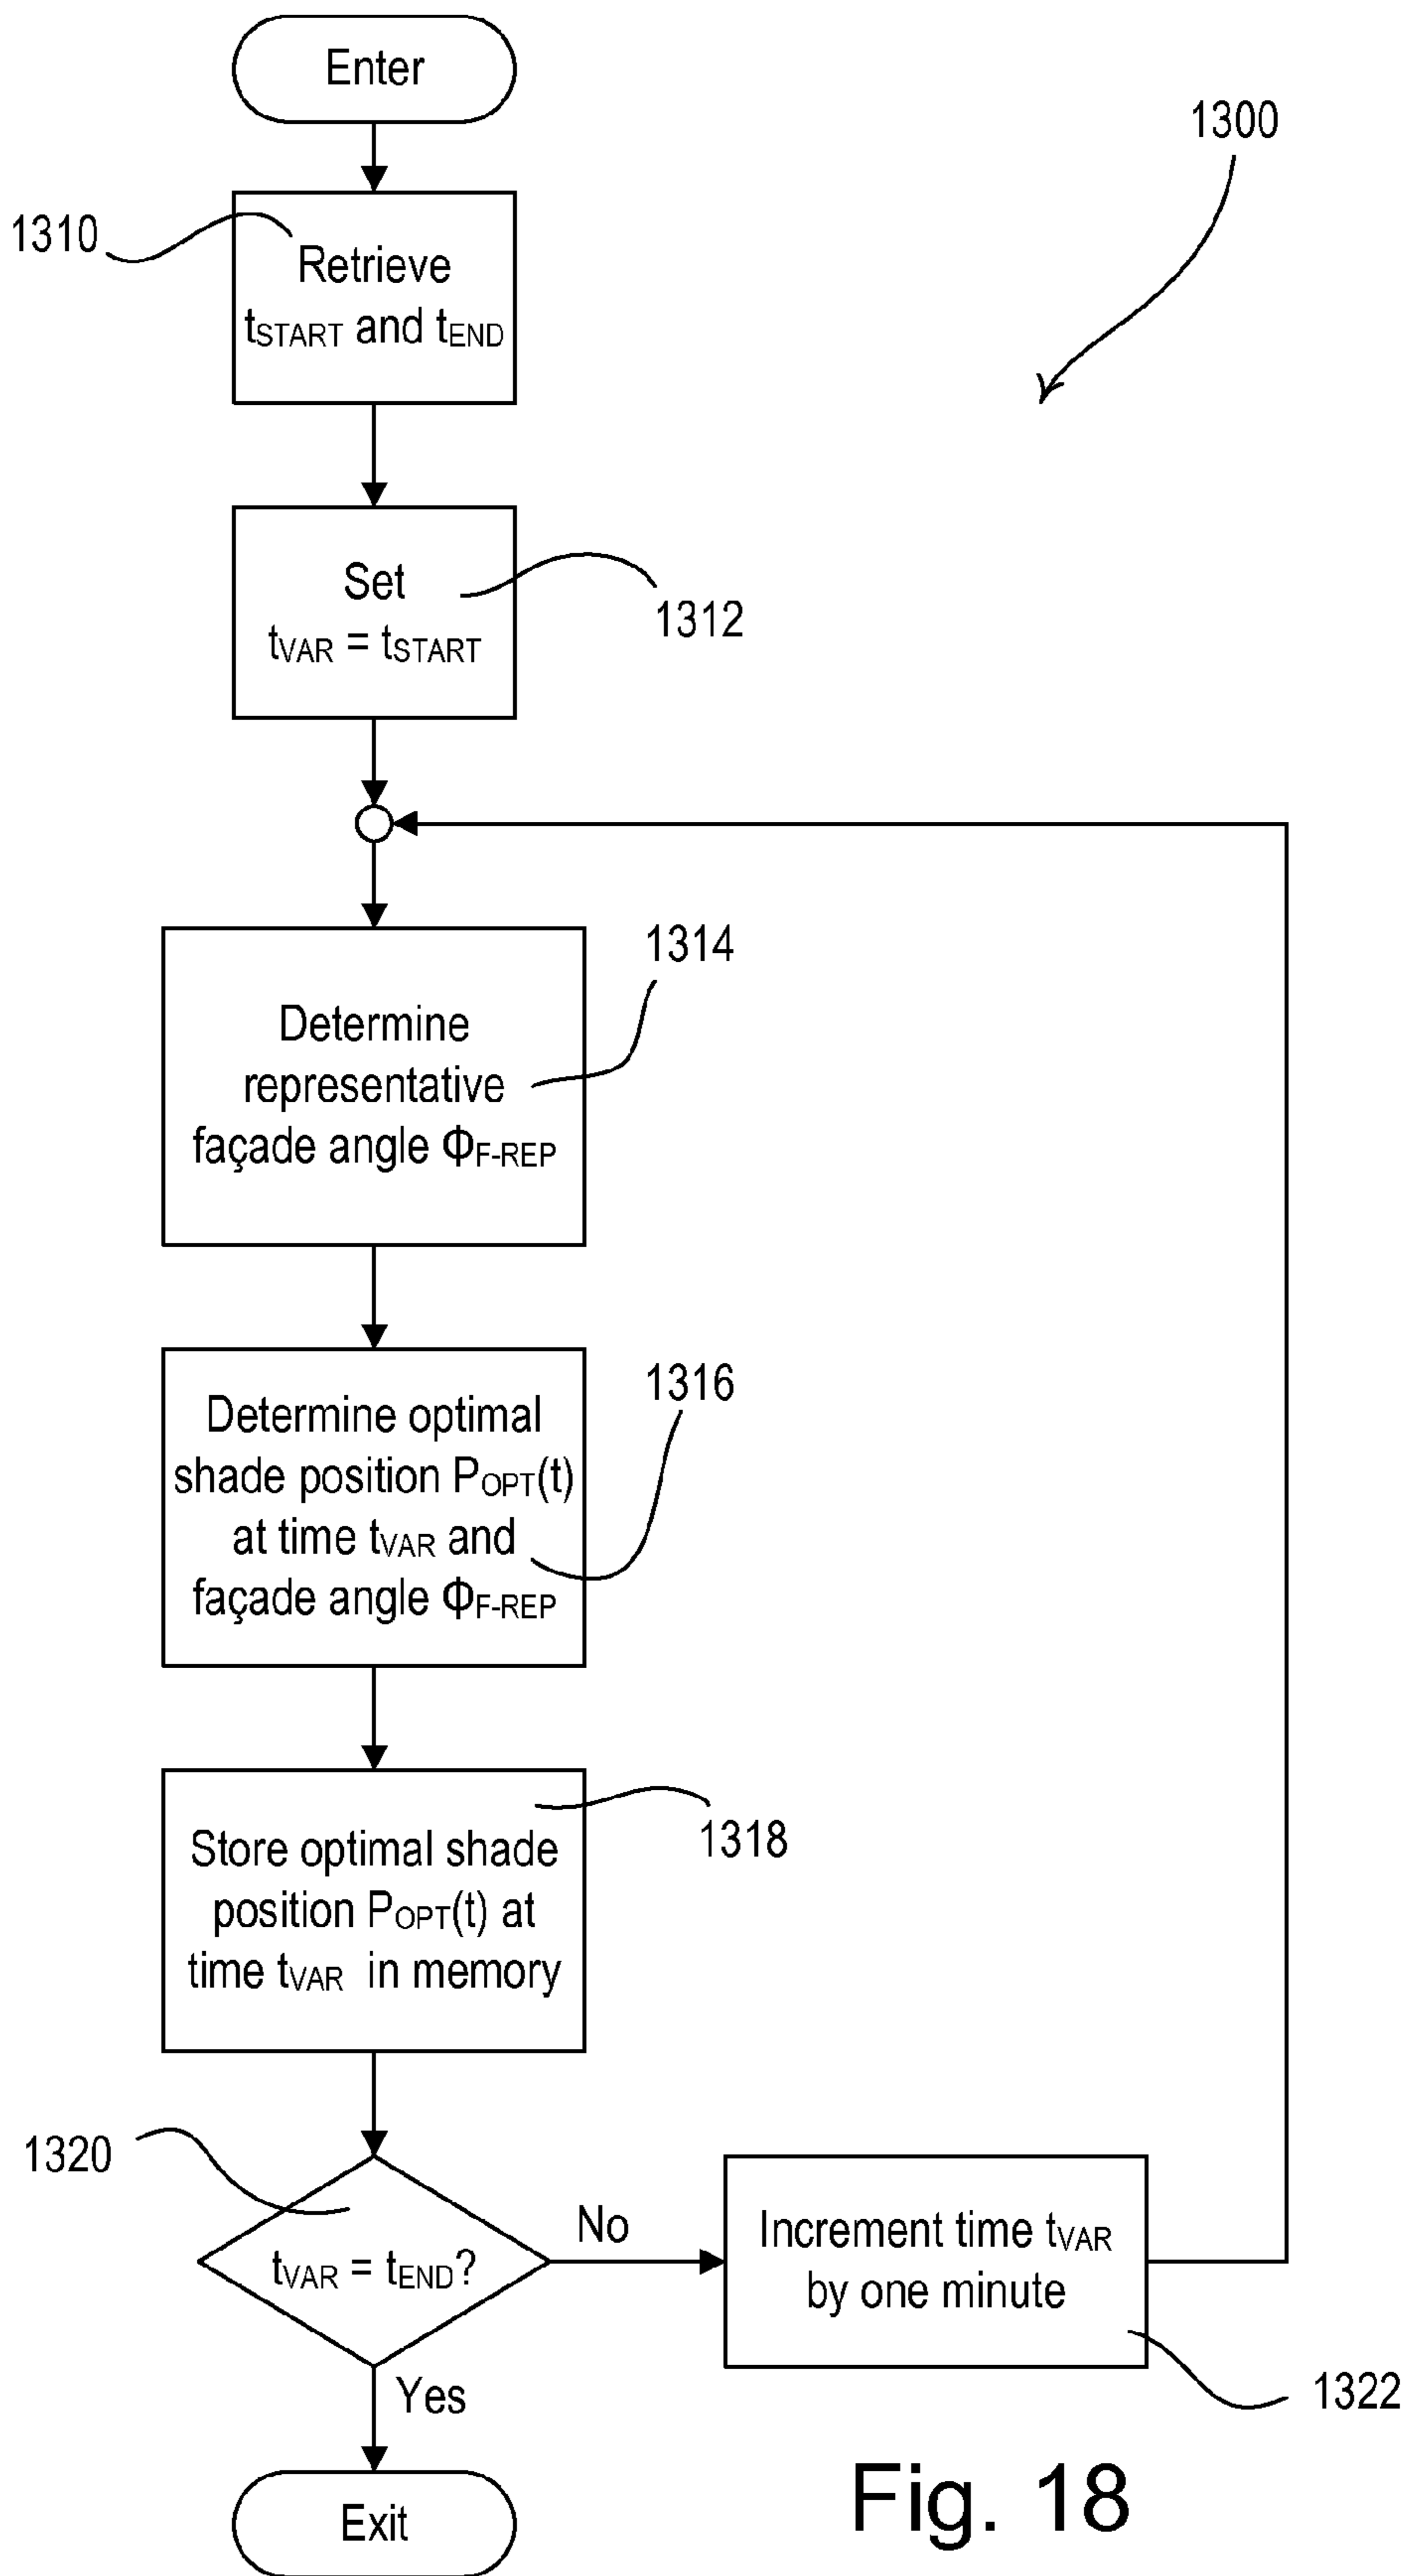 Enter
1300
1310
Retrieve
tSTART and tEND
Set
tVAR = tSTART
1312
1314
Determine
representative
façade angle ΦF-REP
1316
Determine optimal
shade position POPT(t)
at time tVAR and
façade angle ΦF-REP
1318
Store optimal shade
position POPT(t) at
time tVAR in memory
1320
tVAR = tEND?
No
Increment time tVAR
by one minute
1322
Yes
Exit
Fig. 18